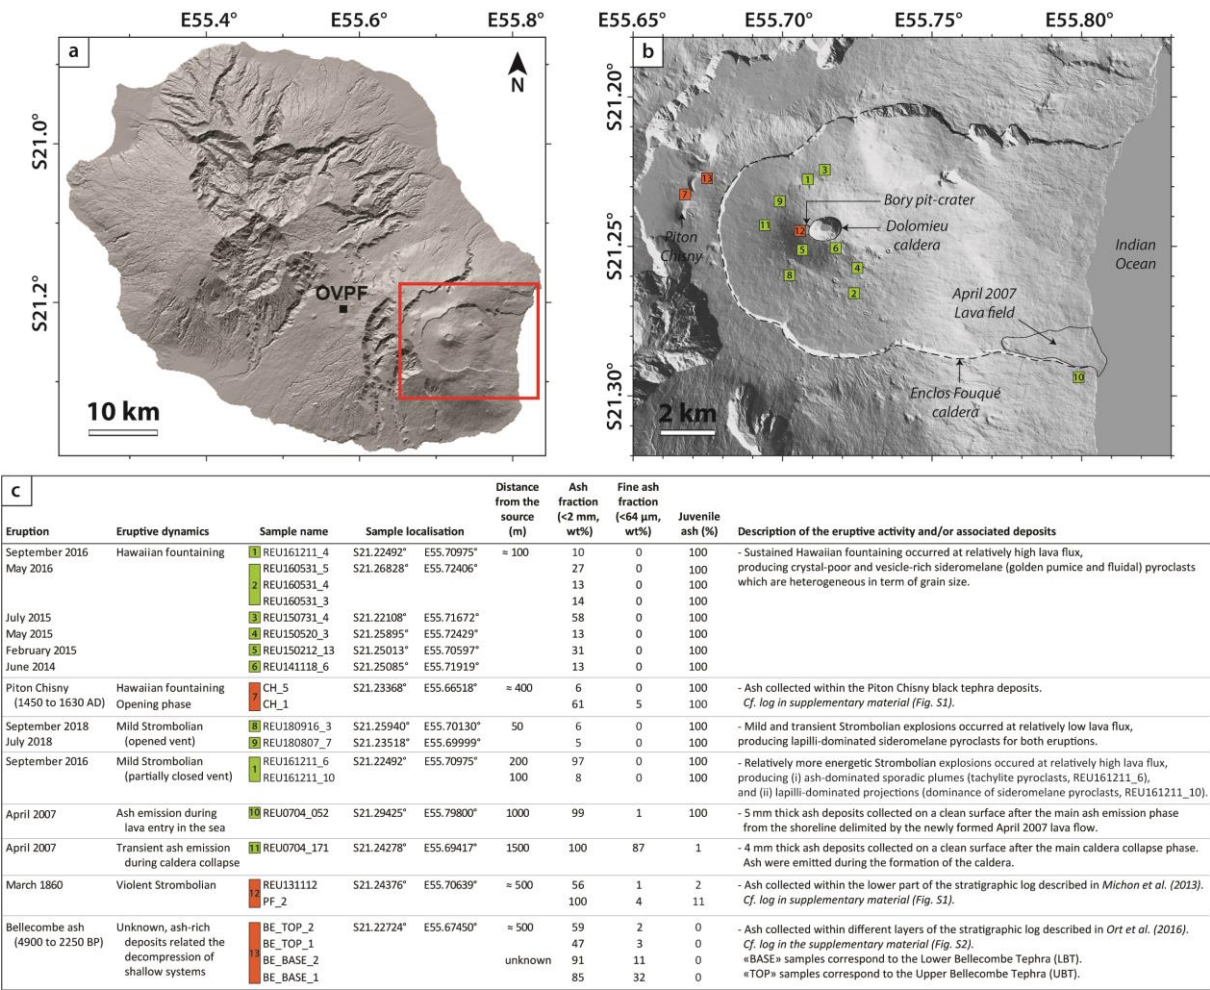 E55.4° E55.6° E55.8°
a
N
S21.0°
S21.2°
OVPF
10 km
E55.65° E55.70° E55.75° E55.80°
b
S21.20°
S21.25°
S21.30°
13
7
3
1
9
11
12
5
6
8
4
2
10
Piton
Chisny
Bory pit-crater
Dolomieu
caldera
Indian
Ocean
April 2007
Lava field
Enclos Fouqué
caldera
2 km
c
Eruption Eruptive dynamics Sample name Sample localisation Distance from the source (m) Ash fraction (<2 mm, wt%) Fine ash fraction (<64 µm, wt%) Juvenile ash (%) Description of the eruptive activity and/or associated deposits
September 2016 Hawaiian fountaining 1 REU161211_4 S21.22492° E55.70975° ≈ 100 10 0 100 - Sustained Hawaiian fountaining occurred at relatively high lava flux,
May 2016 2 REU160531_5 S21.26828° E55.72406° 27 0 100 producing crystal-poor and vesicle-rich sideromelane (golden pumice and fluidal) pyroclasts
REU160531_4 13 0 100 which are heterogeneous in term of grain size.
REU160531_3 14 0 100
July 2015 3 REU150731_4 S21.22108° E55.71672° 58 0 100
May 2015 4 REU150520_3 S21.25895° E55.72429° 13 0 100
February 2015 5 REU150212_13 S21.25013° E55.70597° 31 0 100
June 2014 6 REU141118_6 S21.25085° E55.71919° 13 0 100
Piton Chisny Hawaiian fountaining 7 CH_5 S21.23368° E55.66518° ≈ 400 6 0 100 - Ash collected within the Piton Chisny black tephra deposits.
(1450 to 1630 AD) Opening phase CH_1 61 5 100 Cf. log in supplementary material (Fig. S1).
September 2018 Mild Strombolian 8 REU180916_3 S21.25940° E55.70130° 50 6 0 100 - Mild and transient Strombolian explosions occurred at relatively low lava flux,
July 2018 (opened vent) 9 REU180807_7 S21.23518° E55.69999° 5 0 100 producing lapilli-dominated sideromelane pyroclasts for both eruptions.
September 2016 Mild Strombolian 1 REU161211_6 S21.22492° E55.70975° 200 97 0 100 - Relatively more energetic Strombolian explosions occured at relatively high lava flux,
(partially closed vent) REU161211_10 100 8 0 100 producing (i) ash-dominated sporadic plumes (tachylite pyroclasts, REU161211_6),
and (ii) lapilli-dominated projections (dominance of sideromelane pyroclasts, REU161211_10).
April 2007 Ash emission during 10 REU0704_052 S21.29425° E55.79800° 1000 99 1 100 - 5 mm thick ash deposits collected on a clean surface after the main ash emission phase
lava entry in the sea from the shoreline delimited by the newly formed April 2007 lava flow.
April 2007 Transient ash emission 11 REU0704_171 S21.24278° E55.69417° 1500 100 87 1 - 4 mm thick ash deposits collected on a clean surface after the main caldera collapse phase.
during caldera collapse Ash were emitted during the formation of the caldera.
March 1860 Violent Strombolian 12 REU131112 S21.24376° E55.70639° ≈ 500 56 1 2 - Ash collected within the lower part of the stratigraphic log described in Michon et al. (2013).
PF_2 100 4 11 Cf. log in supplementary material (Fig. S1).
Bellecombe ash Unknown, ash-rich 13 BE_TOP_2 S21.22724° E55.67450° ≈ 500 59 2 0 - Ash collected within different layers of the stratigraphic log described in Ort et al. (2016).
(4900 to 2250 BP) deposits related the BE_TOP_1 47 3 0 Cf. log in the supplementary material (Fig. S2).
decompression of BE_BASE_2 unknown 91 11 0 «BASE» samples correspond to the Lower Bellecombe Tephra (LBT).
shallow systems BE_BASE_1 85 32 0 «TOP» samples correspond to the Upper Bellecombe Tephra (UBT).